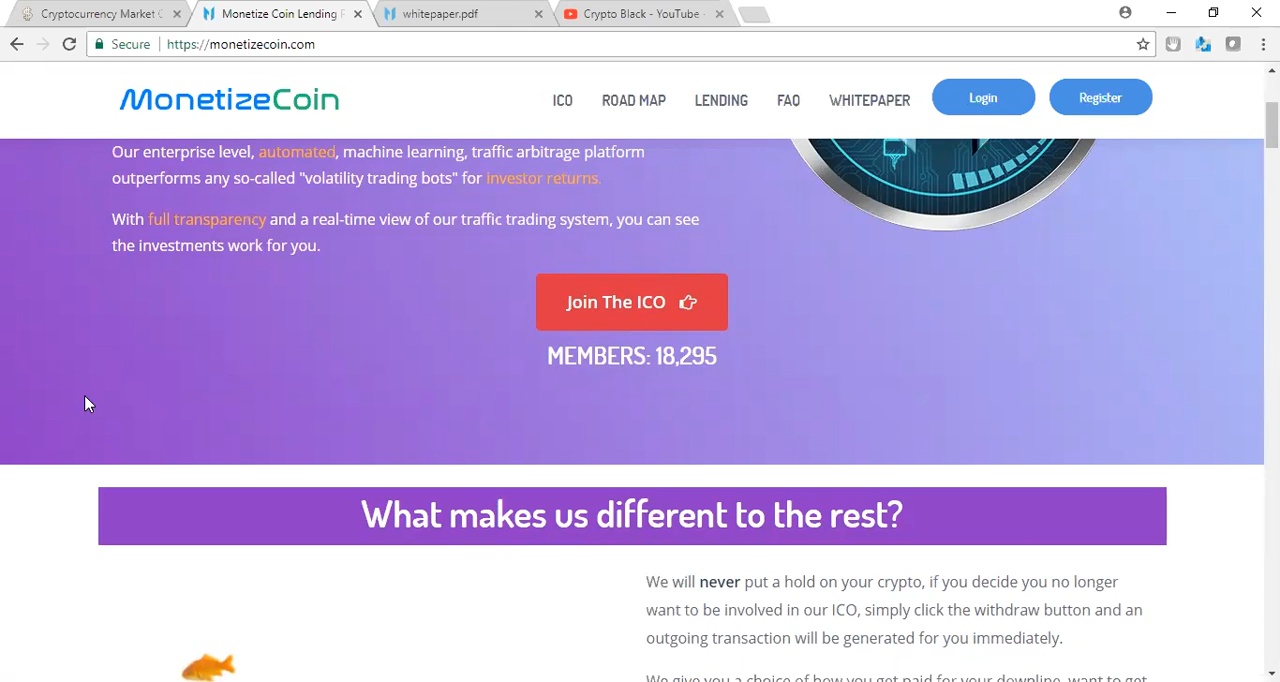 Cryptocurrency Market C
Monetize Coin Lending P
whitepaper.pdf
Crypto Black - YouTube
Secure
https://monetizecoin.com
MonetizeCoin
ICO
ROAD MAP
LENDING
FAQ
WHITEPAPER
Login
Register
Our enterprise level, automated, machine learning, traffic arbitrage platform
outperforms any so-called "volatility trading bots" for investor returns.
With full transparency and a real-time view of our traffic trading system, you can see
the investments work for you.
Join The ICO
MEMBERS: 18,295
What makes us different to the rest?
We will never put a hold on your crypto, if you decide you no longer
want to be involved in our ICO, simply click the withdraw button and an
outgoing transaction will be generated for you immediately.
We give you a choice of how you get paid for your downline, want to get